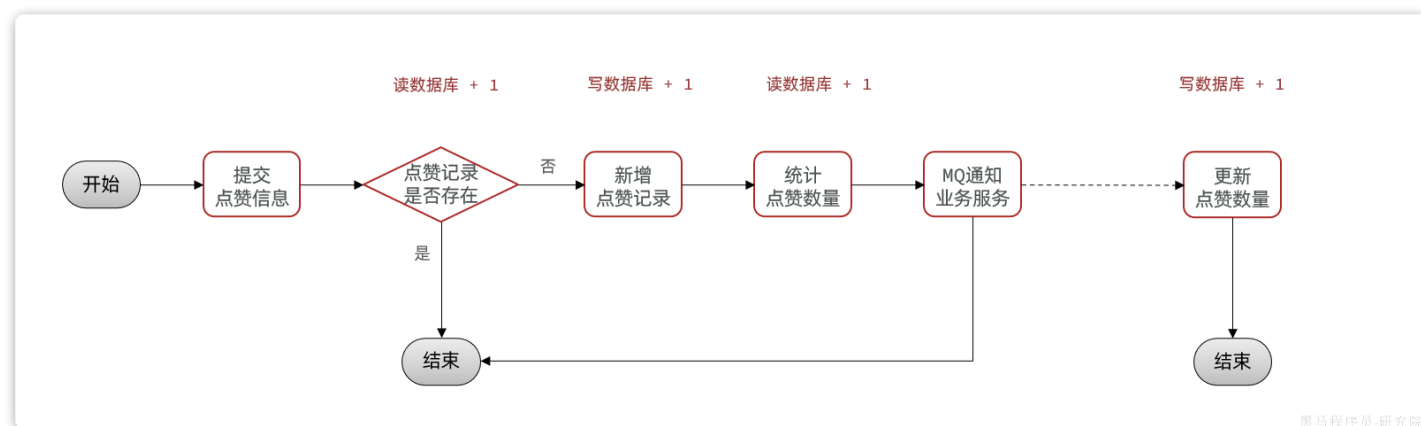 读数据库 + 1
写数据库 + 1
读数据库 + 1
写数据库 + 1
开始
提交
点赞信息
点赞记录
是否存在
否
新增
点赞记录
统计
点赞数量
MQ通知
业务服务
更新
点赞数量
是
结束
结束
黑马程序员·研究院